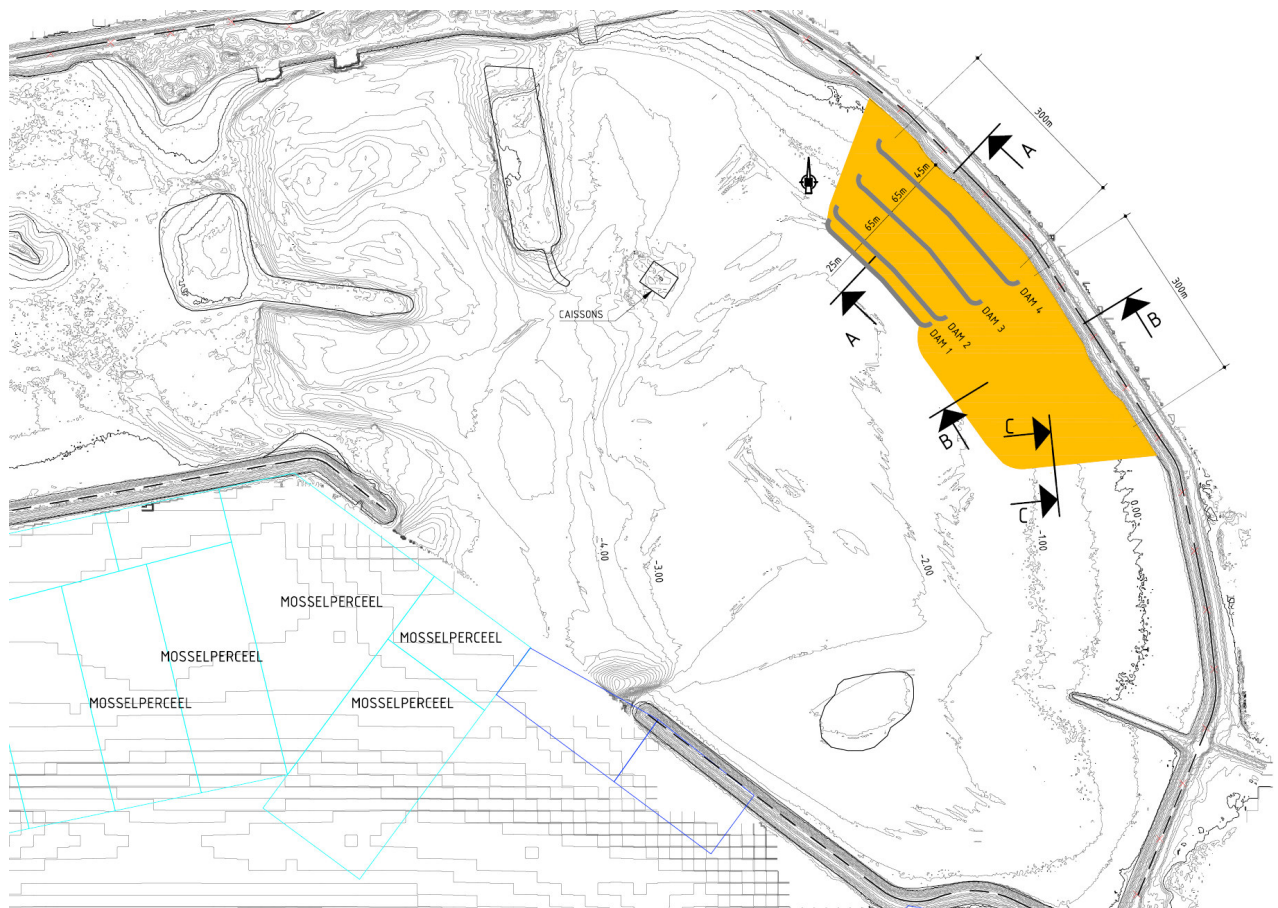 300m
A
45m
65m
65m
25m
CAISSONS
A
DAM 4
DAM 3
DAM 2
DAM 1
300m
B
B
C
C
0.00
-1.00
-2.00
-4.00
-3.00
MOSSELPERCEEL
MOSSELPERCEEL
MOSSELPERCEEL
MOSSELPERCEEL
MOSSELPERCEEL